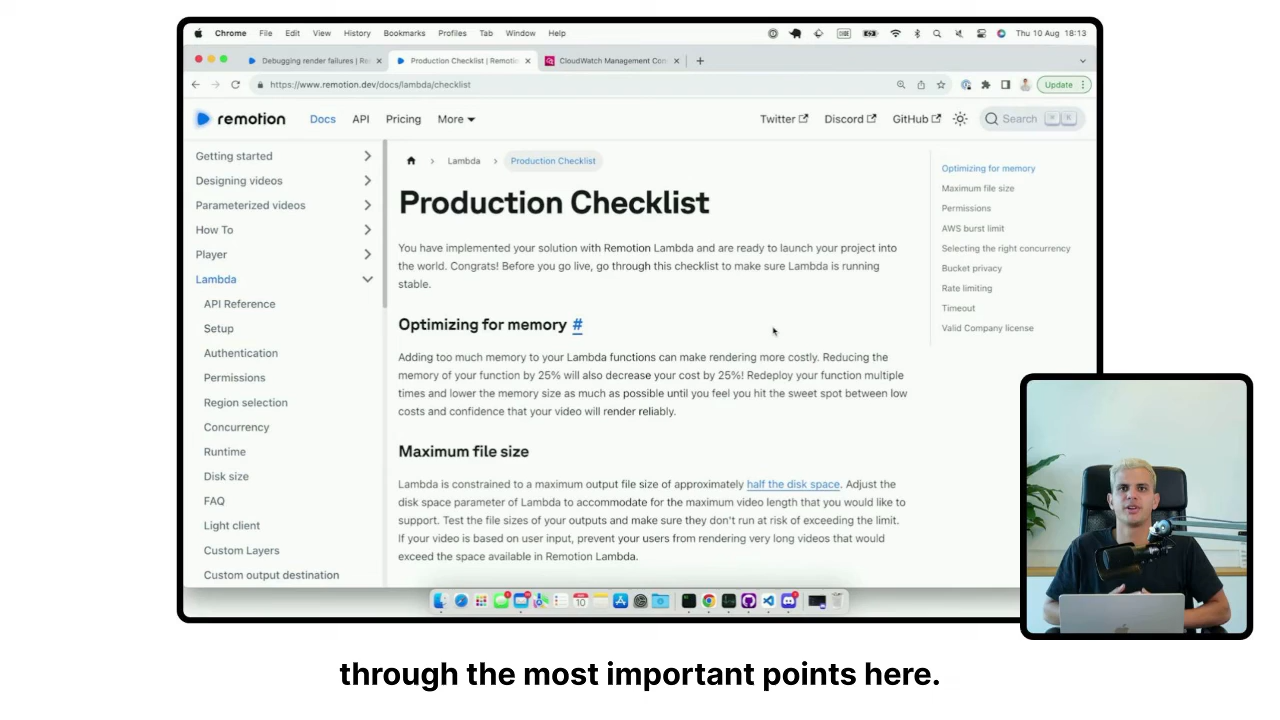 Chrome File Edit View History Bookmarks Profiles Tab Window Help
Thu 10 Aug 18:13
Debugging render failures | Re
Production Checklist | Remotio
CloudWatch Management Con
https://www.remotion.dev/docs/lambda/checklist
Update
remotion
Docs API Pricing More
Twitter Discord GitHub
Search K
Getting started
Designing videos
Parameterized videos
How To
Player
Lambda
API Reference
Setup
Authentication
Permissions
Region selection
Concurrency
Runtime
Disk size
FAQ
Light client
Custom Layers
Custom output destination
Lambda
Production Checklist
Production Checklist
You have implemented your solution with Remotion Lambda and are ready to launch your project into
the world. Congrats! Before you go live, go through this checklist to make sure Lambda is running
stable.
Optimizing for memory #
Adding too much memory to your Lambda functions can make rendering more costly. Reducing the
memory of your function by 25% will also decrease your cost by 25%! Redeploy your function multiple
times and lower the memory size as much as possible until you feel you hit the sweet spot between low
costs and confidence that your video will render reliably.
Maximum file size
Lambda is constrained to a maximum output file size of approximately half the disk space. Adjust the
disk space parameter of Lambda to accommodate for the maximum video length that you would like to
support. Test the file sizes of your outputs and make sure they don't run at risk of exceeding the limit.
If your video is based on user input, prevent your users from rendering very long videos that would
exceed the space available in Remotion Lambda.
Optimizing for memory
Maximum file size
Permissions
AWS burst limit
Selecting the right concurrency
Bucket privacy
Rate limiting
Timeout
Valid Company license
through the most important points here.